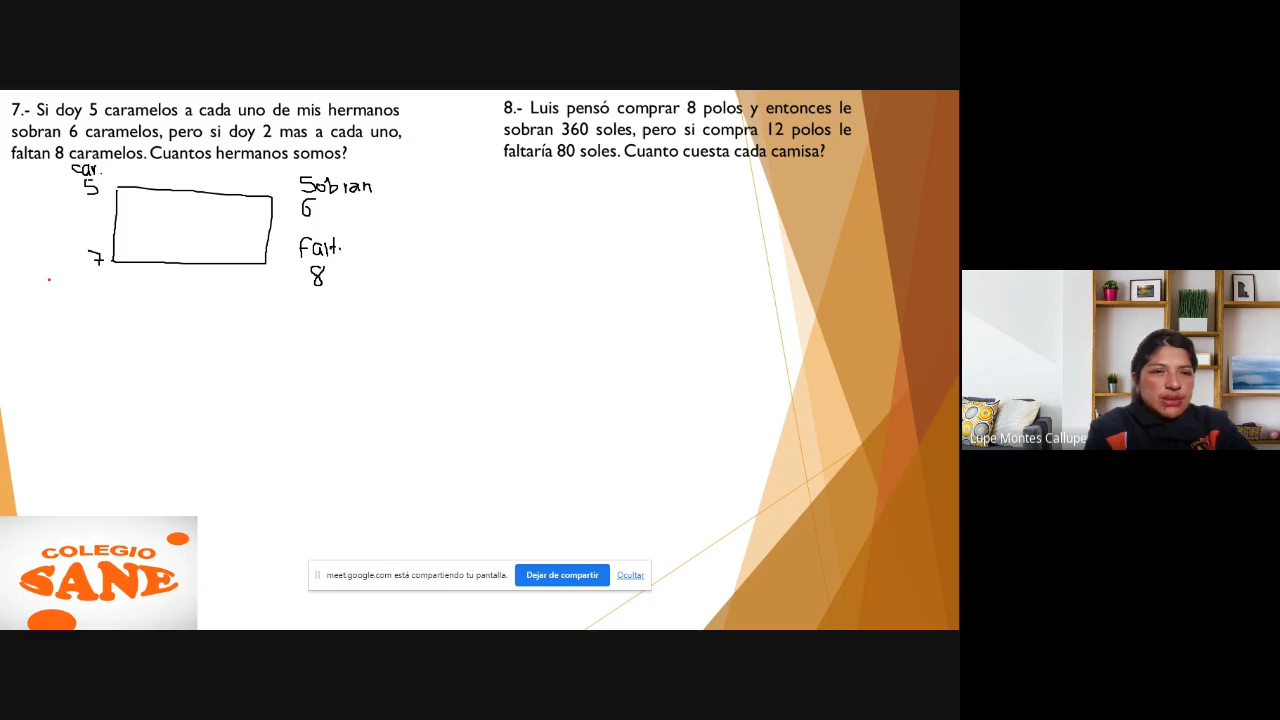 7.- Si doy 5 caramelos a cada uno de mis hermanos
sobran 6 caramelos, pero si doy 2 mas a cada uno,
faltan 8 caramelos. Cuantos hermanos somos?
car.
5
Sobran
6
7
falt.
8
8.- Luis pensó comprar 8 polos y entonces le
sobran 360 soles, pero si compra 12 polos le
faltaría 80 soles. Cuanto cuesta cada camisa?
COLEGIO
SANE
meet.google.com está compartiendo tu pantalla.
Dejar de compartir
Ocultar
Lupe Montes Callupe